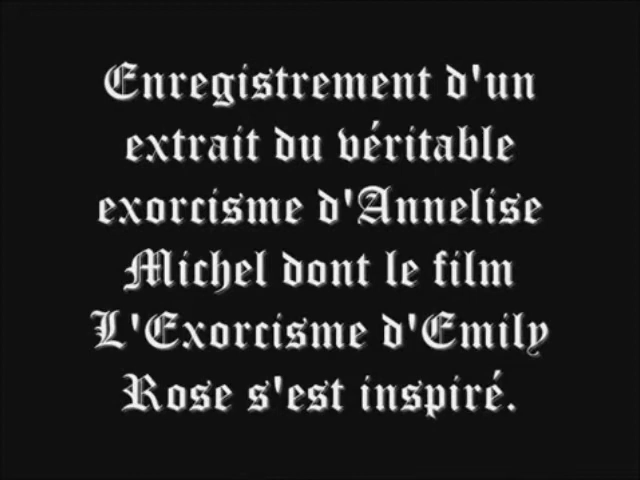 Enregistrement d'un
extrait du véritable
exorcisme d'Annelise
Michel dont le film
L'Exorcisme d'Emily
Rose s'est inspiré.